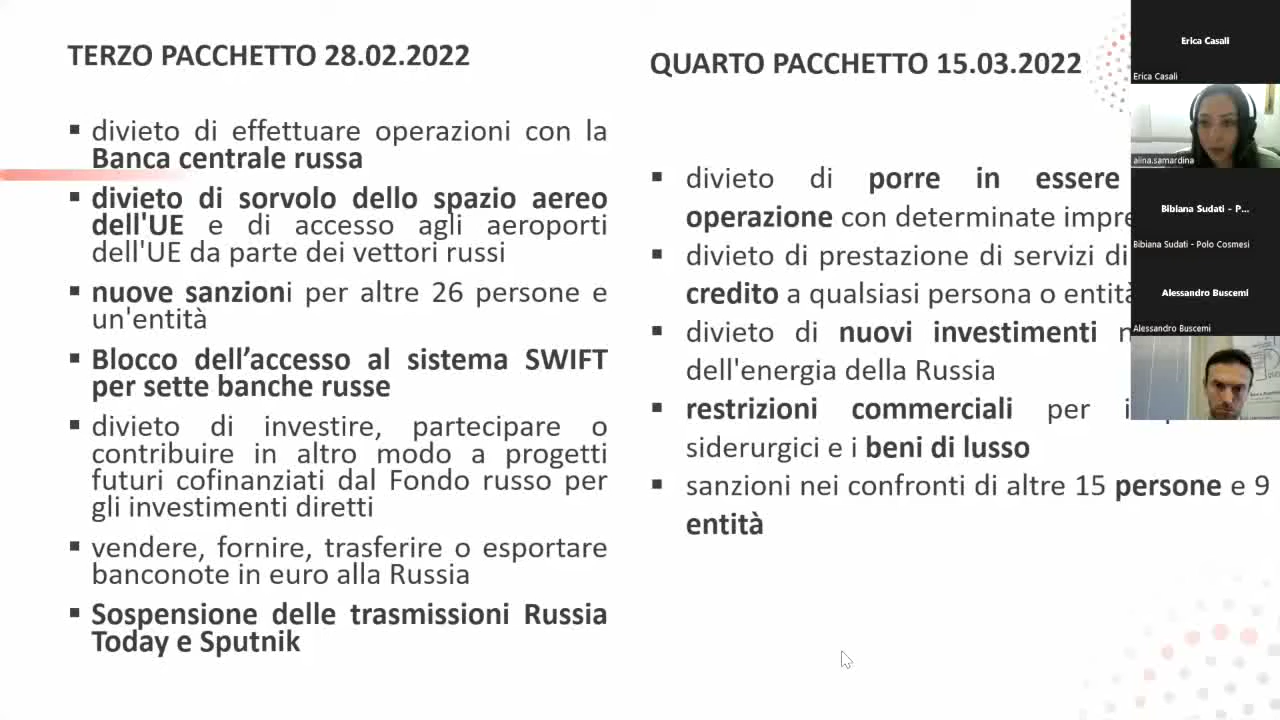 TERZO PACCHETTO 28.02.2022
divieto di effettuare operazioni con la
Banca centrale russa
divieto di sorvolo dello spazio aereo
dell'UE e di accesso agli aeroporti
dell'UE da parte dei vettori russi
nuove sanzioni per altre 26 persone e
un'entità
Blocco dell’accesso al sistema SWIFT
per sette banche russe
divieto di investire, partecipare o
contribuire in altro modo a progetti
futuri cofinanziati dal Fondo russo per
gli investimenti diretti
vendere, fornire, trasferire o esportare
banconote in euro alla Russia
Sospensione delle trasmissioni Russia
Today e Sputnik
QUARTO PACCHETTO 15.03.2022
divieto di porre in essere
operazione con determinate
divieto di prestazione di servizi di
credito a qualsiasi persona o entità
divieto di nuovi investimenti
dell'energia della Russia
restrizioni commerciali per
siderurgici e i beni di lusso
sanzioni nei confronti di altre 15 persone e 9
entità
Erica Casali
Erica Casali
alina.samardina
Bibiana Sudati - P...
Bibiana Sudati - Polo Cosmesi
Alessandro Buscemi
Alessandro Buscemi